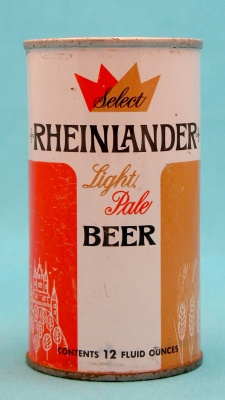 Select
RHEINLANDER
Light,
Pale
BEER
CONTENTS 12 FLUID OUNCES